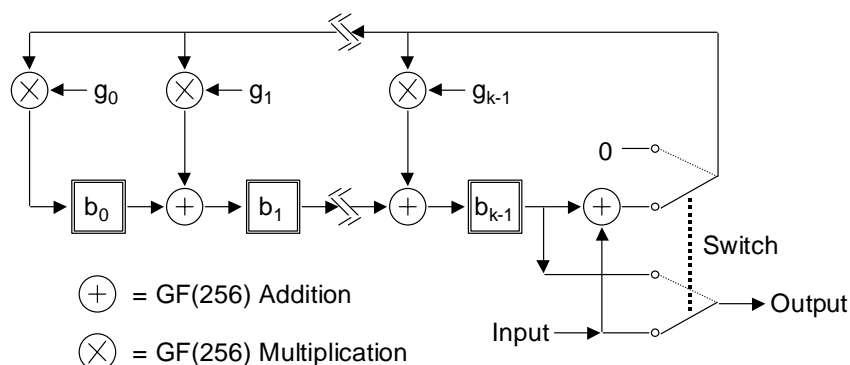 g0
g1
gk-1
0
b0
b1
bk-1
Switch
= GF(256) Addition
Output
Input
= GF(256) Multiplication